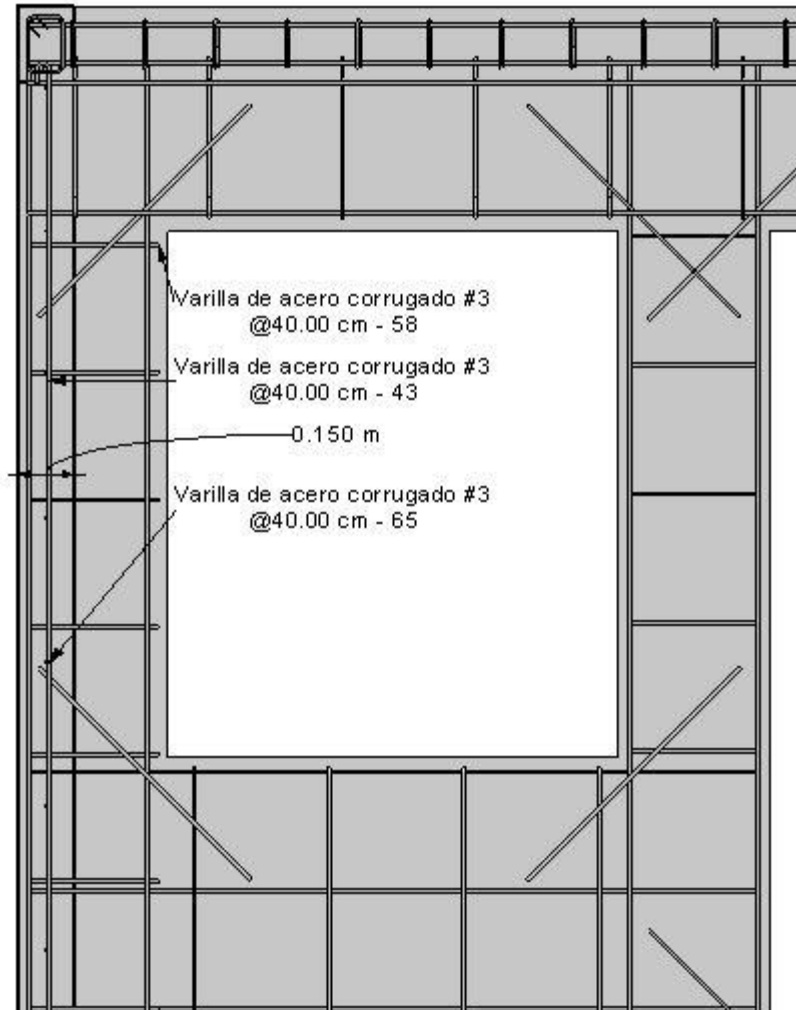 Varilla de acero corrugado #3
@40.00 cm - 58
Varilla de acero corrugado #3
@40.00 cm - 43
0.150 m
Varilla de acero corrugado #3
@40.00 cm - 65